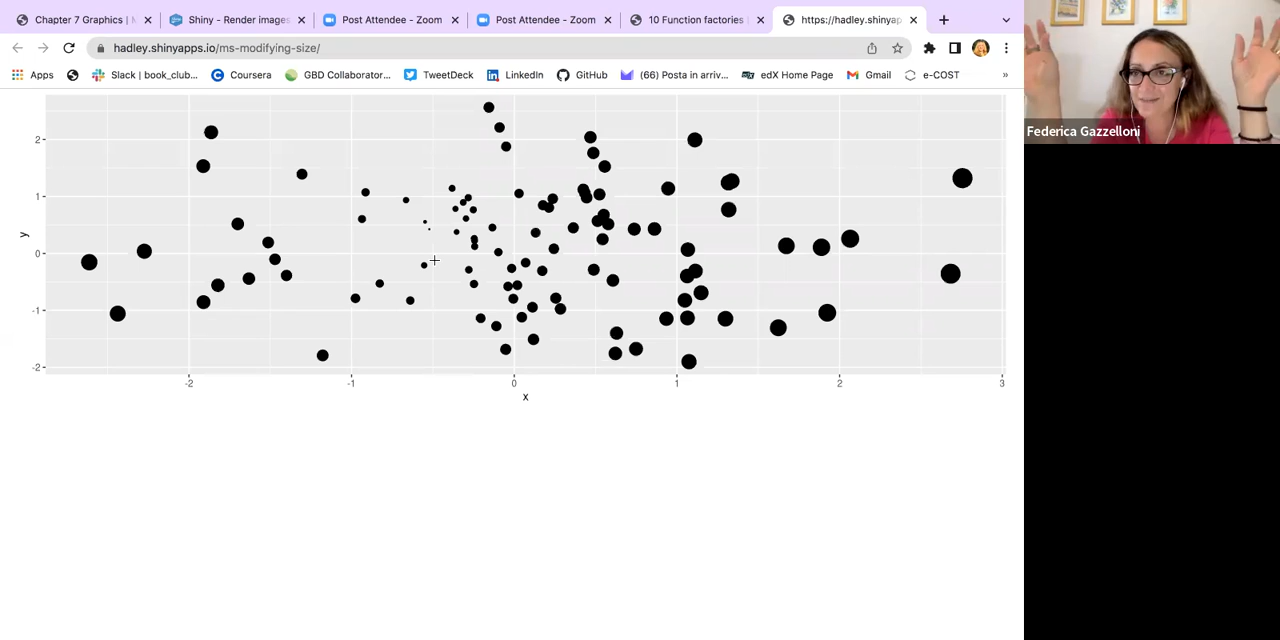 Chapter 7 Graphics | M
Shiny - Render images
Post Attendee - Zoom
Post Attendee - Zoom
10 Function factories |
https://hadley.shinyapp
hadley.shinyapps.io/ms-modifying-size/
Apps
Slack | book_club...
Coursera
GBD Collaborator...
TweetDeck
LinkedIn
GitHub
(66) Posta in arriv...
edX Home Page
Gmail
e-COST
»
Federica Gazzelloni
2
1
0
-1
-2
y
-2 -1 0 1 2 3
x